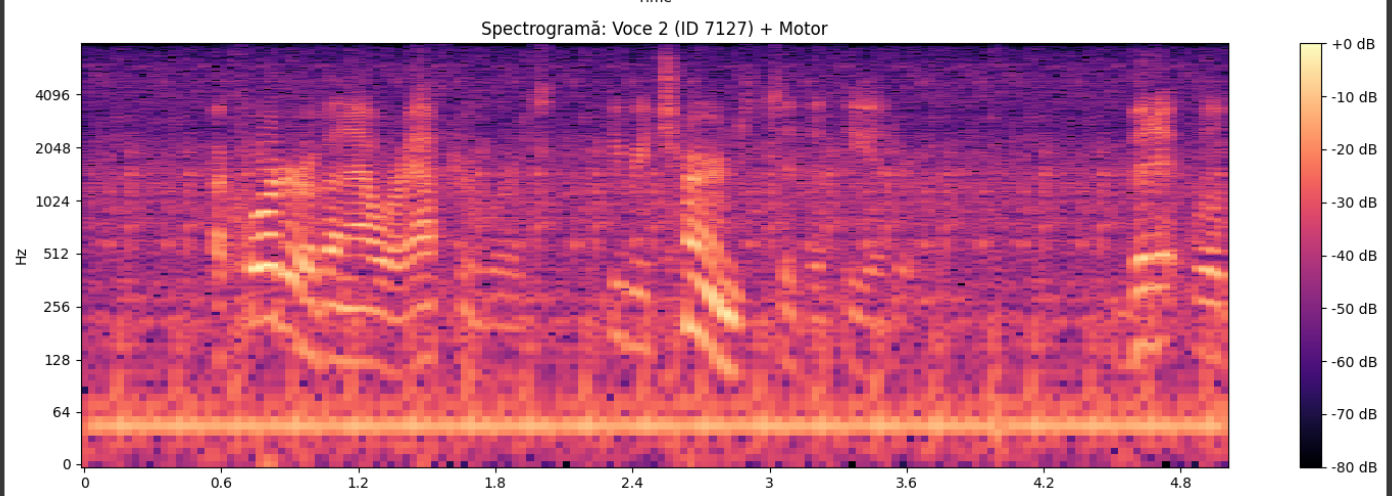 Time
Spectrogramă: Voce 2 (ID 7127) + Motor
Hz
4096
2048
1024
512
256
128
64
0
0 0.6 1.2 1.8 2.4 3 3.6 4.2 4.8
+0 dB
-10 dB
-20 dB
-30 dB
-40 dB
-50 dB
-60 dB
-70 dB
-80 dB